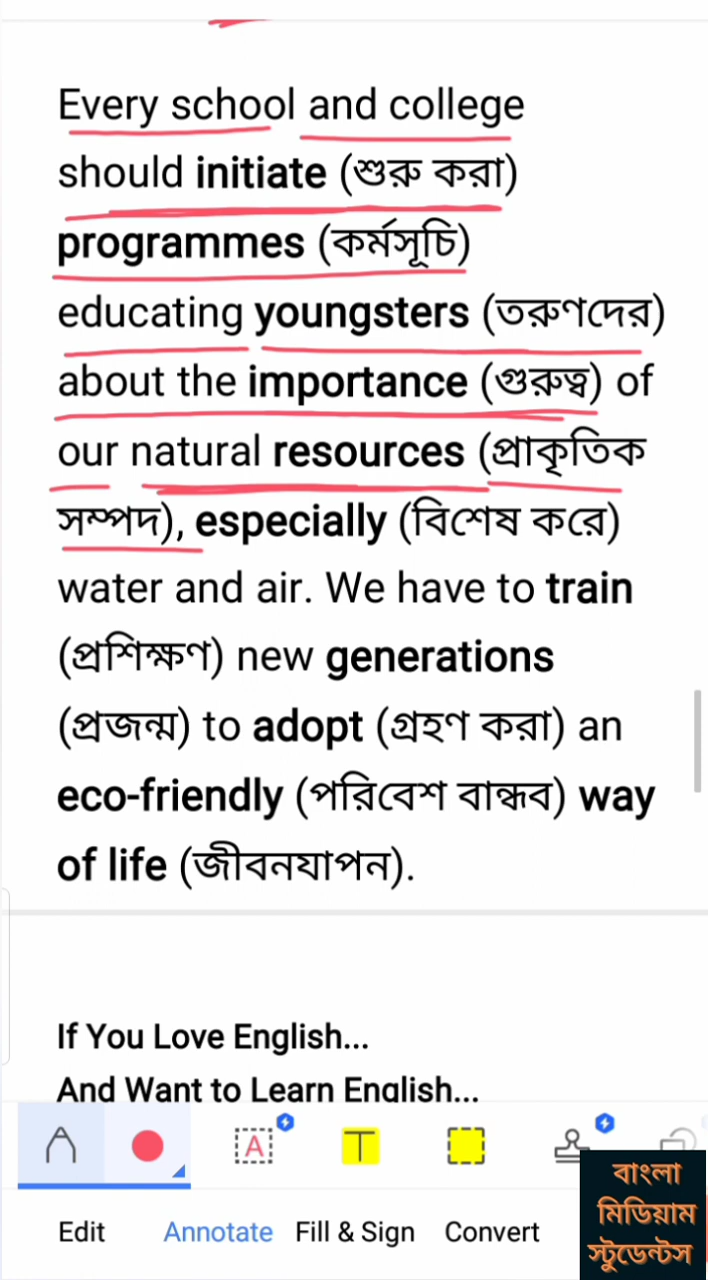 Every school and college
should initiate (শুরু করা)
programmes (কর্মসূচি)
educating youngsters (তরুণদের)
about the importance (গুরুত্ব) of
our natural resources (প্রাকৃতিক
সম্পদ), especially (বিশেষ করে)
water and air. We have to train
(প্রশিক্ষণ) new generations
(প্রজন্ম) to adopt (গ্রহণ করা) an
eco-friendly (পরিবেশ বান্ধব) way
of life (জীবনযাপন).
If You Love English...
And Want to Learn English...
A
T
Edit Annotate Fill & Sign Convert
বাংলা
মিডিয়াম
স্টুডেন্টস